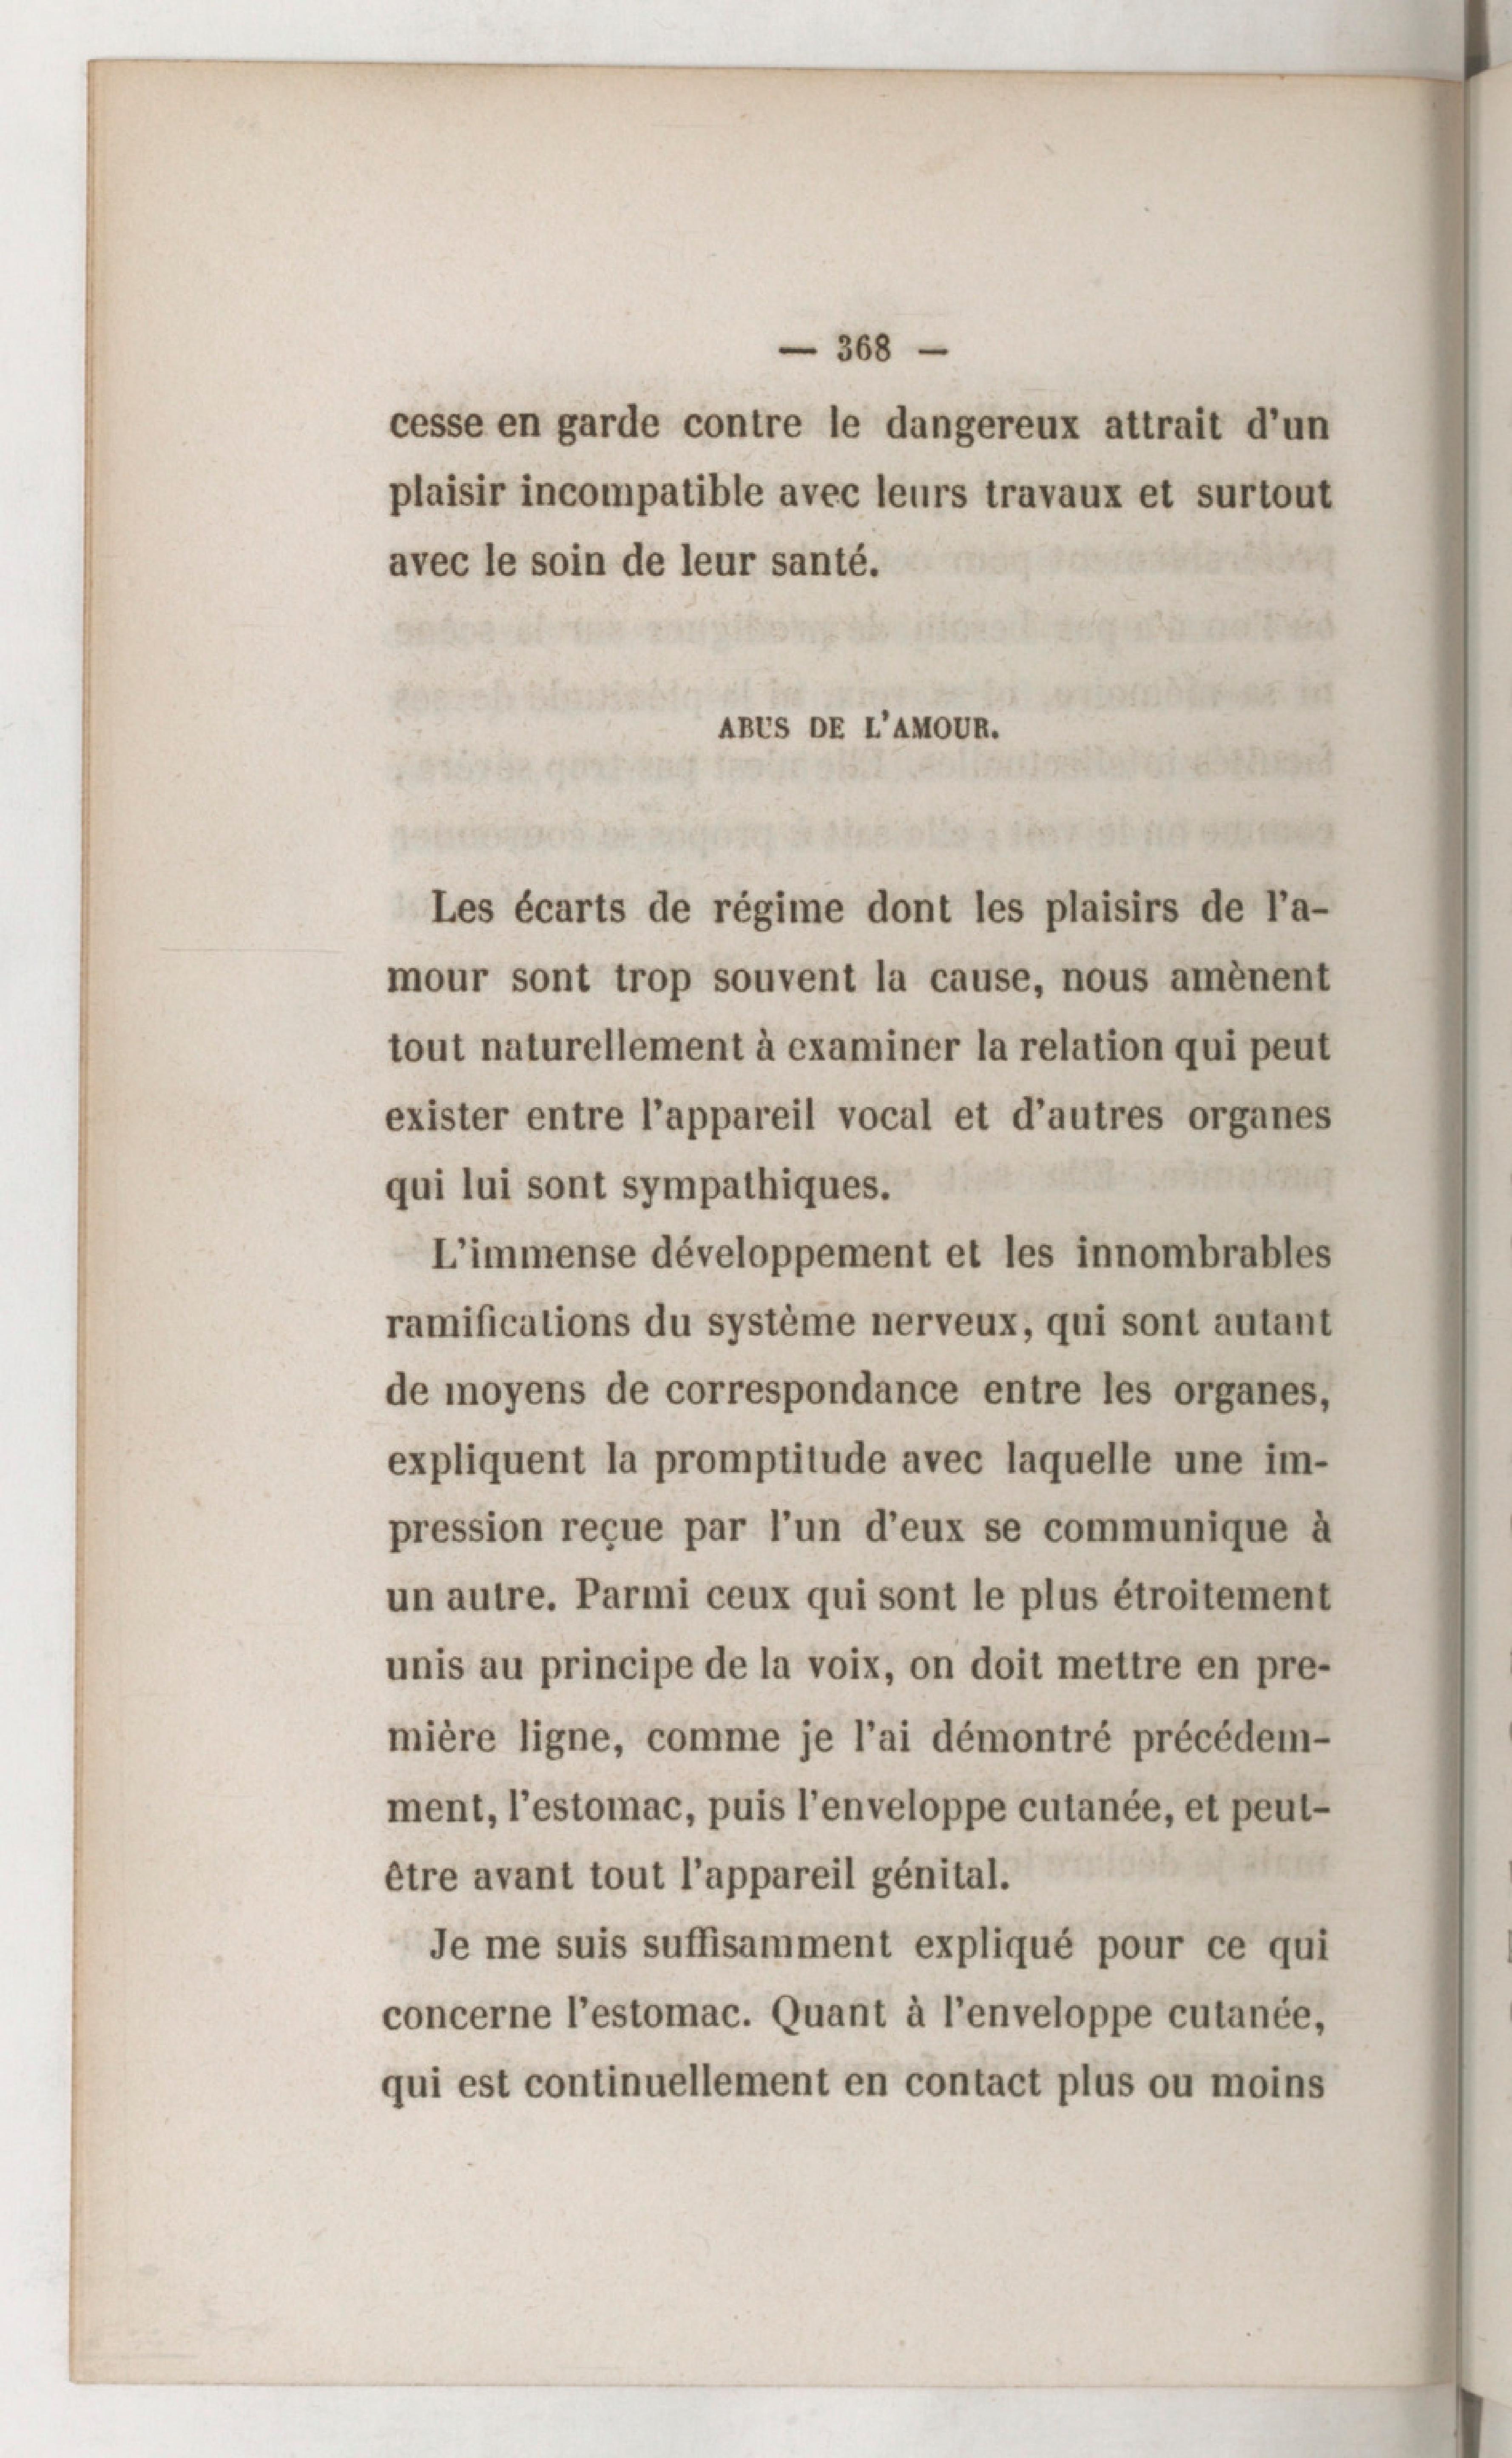 — 368 —
cesse en garde contre le dangereux attrait d'un
plaisir incompatible avec leurs travaux et surtout
avec le soin de leur santé.
ABUS DE L'AMOUR.
Les écarts de régime dont les plaisirs de l'a-
mour sont trop souvent la cause, nous amènent
tout naturellement à examiner la relation qui peut
exister entre l'appareil vocal et d'autres organes
qui lui sont sympathiques.
L'immense développement et les innombrables
ramifications du système nerveux, qui sont autant
de moyens de correspondance entre les organes,
expliquent la promptitude avec laquelle une im-
pression reçue par l'un d'eux se communique à
un autre. Parmi ceux qui sont le plus étroitement
unis au principe de la voix, on doit mettre en pre-
mière ligne, comme je l'ai démontré précédem-
ment, l'estomac, puis l'enveloppe cutanée, et peut-
être avant tout l'appareil génital.
Je me suis suffisamment expliqué pour ce qui
concerne l'estomac. Quant à l'enveloppe cutanée,
qui est continuellement en contact plus ou moins